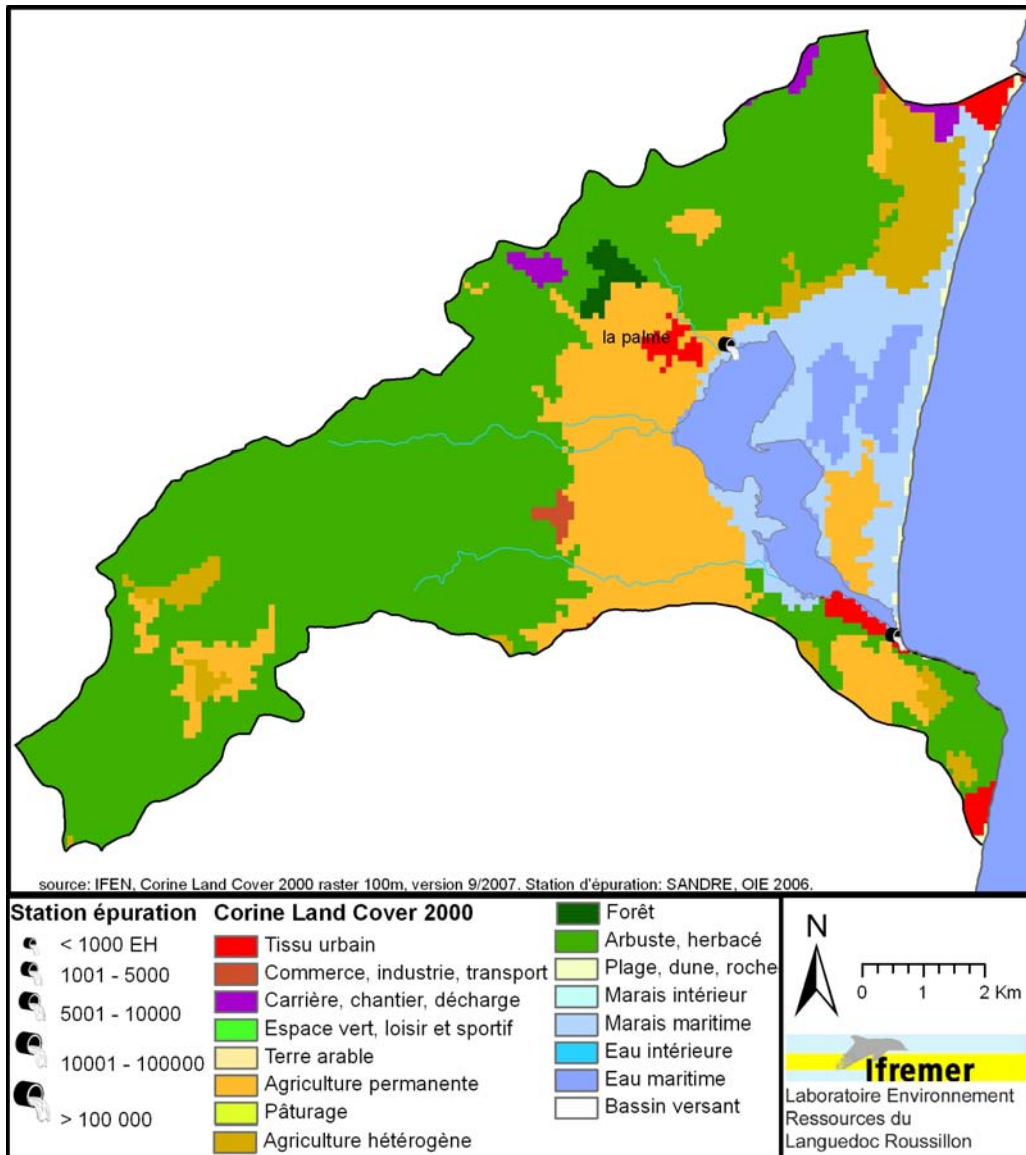 la palme
source: IFEN, Corine Land Cover 2000 raster 100m, version 9/2007. Station d'épuration: SANDRE, OIE 2006.
Station épuration
< 1000 EH
1001 - 5000
5001 - 10000
10001 - 100000
> 100 000
Corine Land Cover 2000
Tissu urbain
Commerce, industrie, transport
Carrière, chantier, décharge
Espace vert, loisir et sportif
Terre arable
Agriculture permanente
Pâturage
Agriculture hétérogène
Forêt
Arbuste, herbacé
Plage, dune, roche
Marais intérieur
Marais maritime
Eau intérieure
Eau maritime
Bassin versant
N
0 1 2 Km
Ifremer
Laboratoire Environnement
Ressources du
Languedoc Roussillon